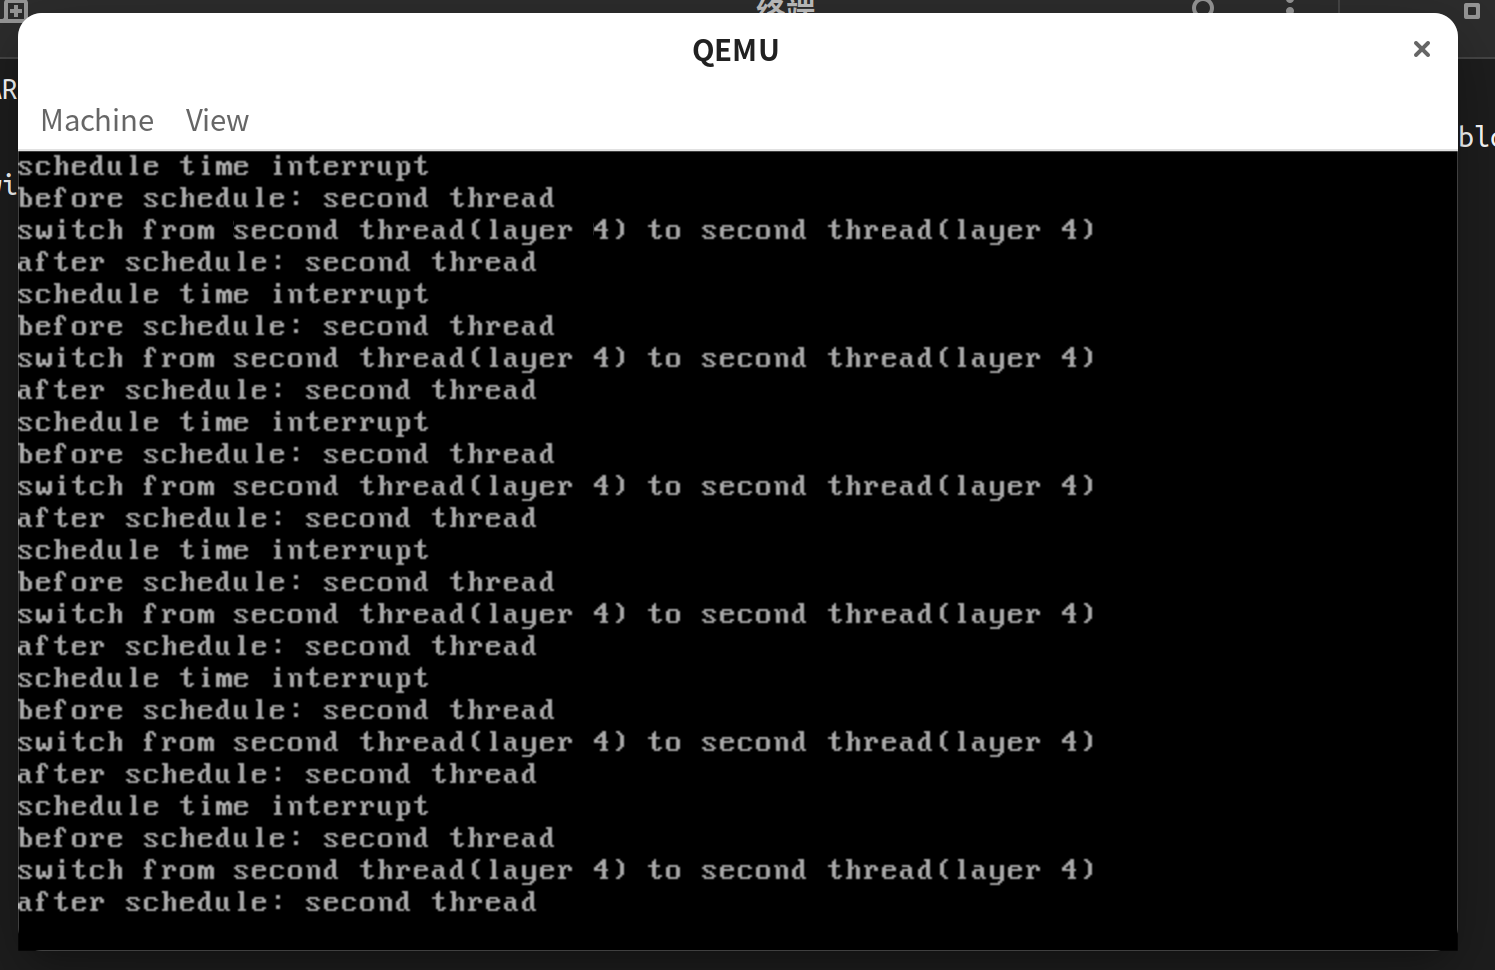 终端
QEMU
Machine View
schedule time interrupt
before schedule: second thread
switch from second thread(layer 4) to second thread(layer 4)
after schedule: second thread
schedule time interrupt
before schedule: second thread
switch from second thread(layer 4) to second thread(layer 4)
after schedule: second thread
schedule time interrupt
before schedule: second thread
switch from second thread(layer 4) to second thread(layer 4)
after schedule: second thread
schedule time interrupt
before schedule: second thread
switch from second thread(layer 4) to second thread(layer 4)
after schedule: second thread
schedule time interrupt
before schedule: second thread
switch from second thread(layer 4) to second thread(layer 4)
after schedule: second thread
schedule time interrupt
before schedule: second thread
switch from second thread(layer 4) to second thread(layer 4)
after schedule: second thread